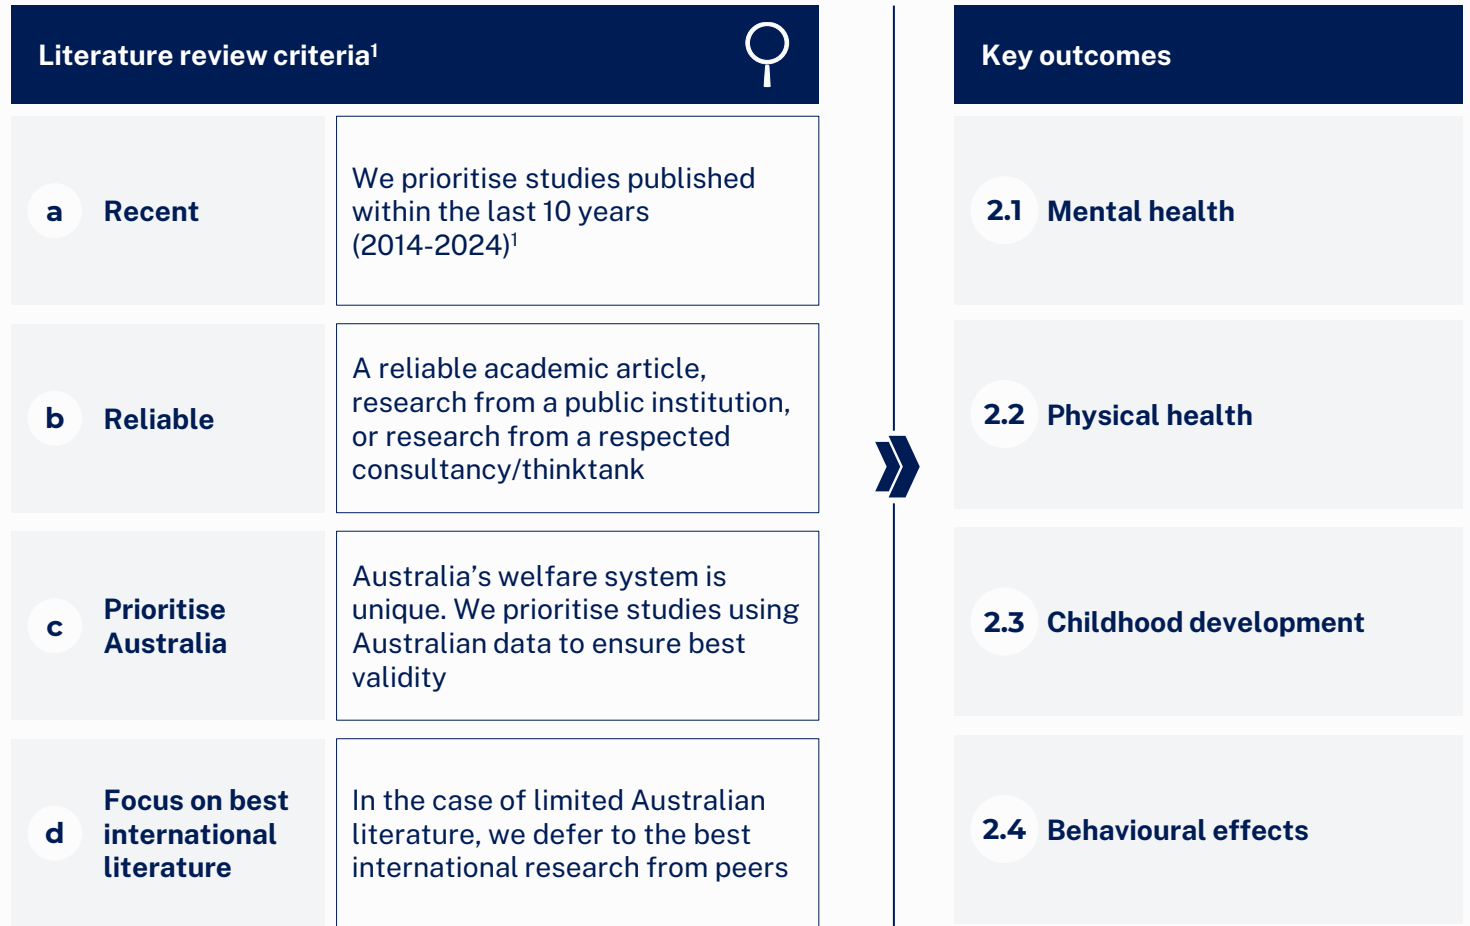 Literature review criteria¹
a
Recent
We prioritise studies published
within the last 10 years
(2014-2024)¹
b
Reliable
A reliable academic article,
research from a public institution,
or research from a respected
consultancy/thinktank
c
Prioritise
Australia
Australia’s welfare system is
unique. We prioritise studies using
Australian data to ensure best
validity
d
Focus on best
international
literature
In the case of limited Australian
literature, we defer to the best
international research from peers
Key outcomes
2.1 Mental health
2.2 Physical health
2.3 Childhood development
2.4 Behavioural effects